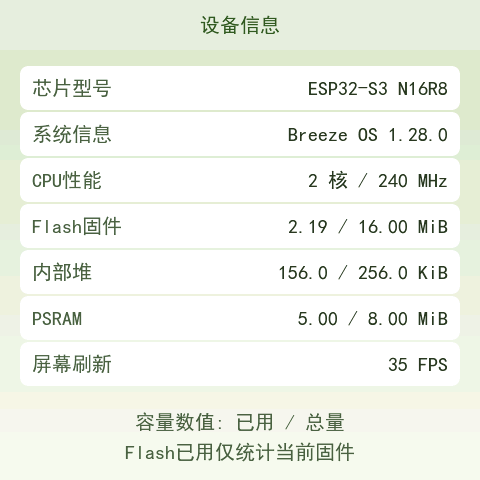 设备信息
芯片型号 ESP32-S3 N16R8
系统信息 Breeze OS 1.28.0
CPU性能 2 核 / 240 MHz
Flash固件 2.19 / 16.00 MiB
内部堆 156.0 / 256.0 KiB
PSRAM 5.00 / 8.00 MiB
屏幕刷新 35 FPS
容量数值: 已用 / 总量
Flash已用仅统计当前固件